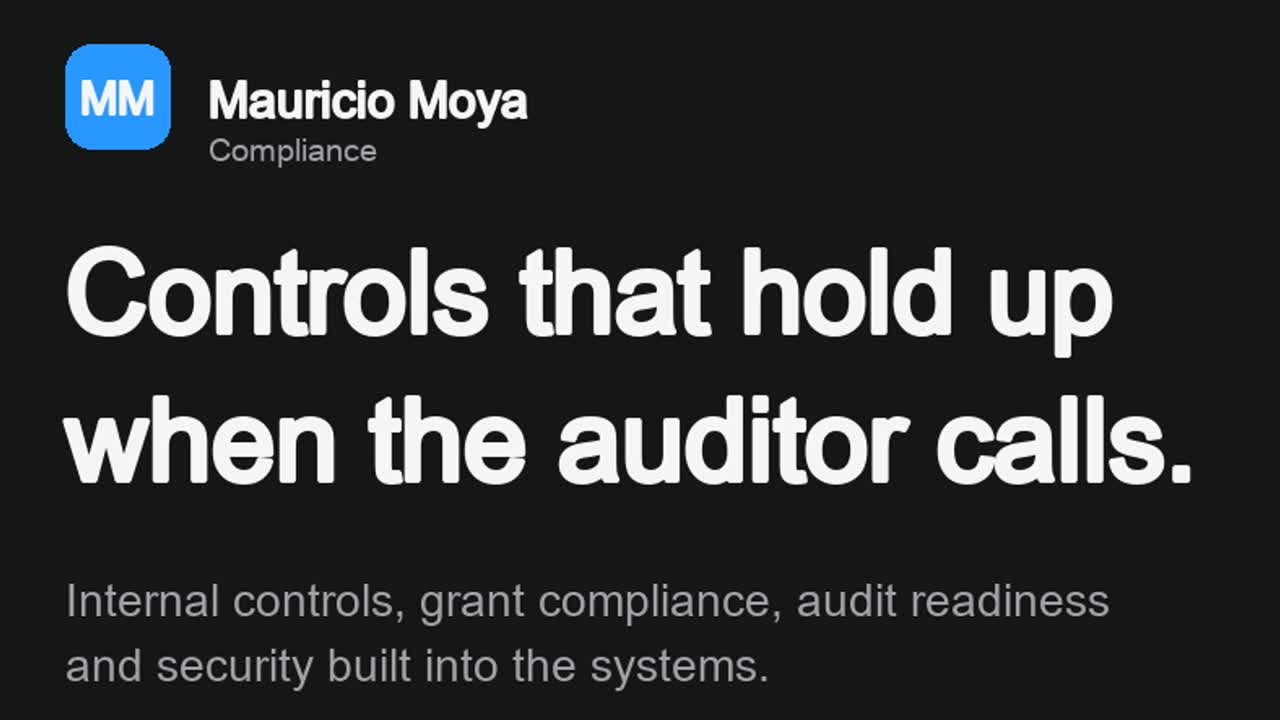 MM
Mauricio Moya
Compliance
Controls that hold up
when the auditor calls.
Internal controls, grant compliance, audit readiness
and security built into the systems.